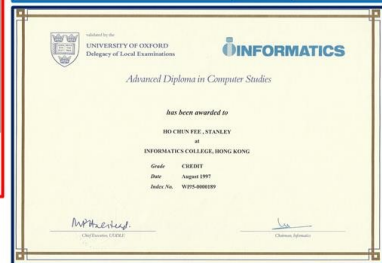 validated by the
UNIVERSITY OF OXFORD
Delegacy of Local Examinations
INFORMATICS
Advanced Diploma in Computer Studies
has been awarded to
HO CHUN FEE , STANLEY
at
INFORMATICS COLLEGE, HONG KONG
Grade CREDIT
Date August 1997
Index No. WJ95-0000189
Chief Executive, UODLE
Chairman, Informatics